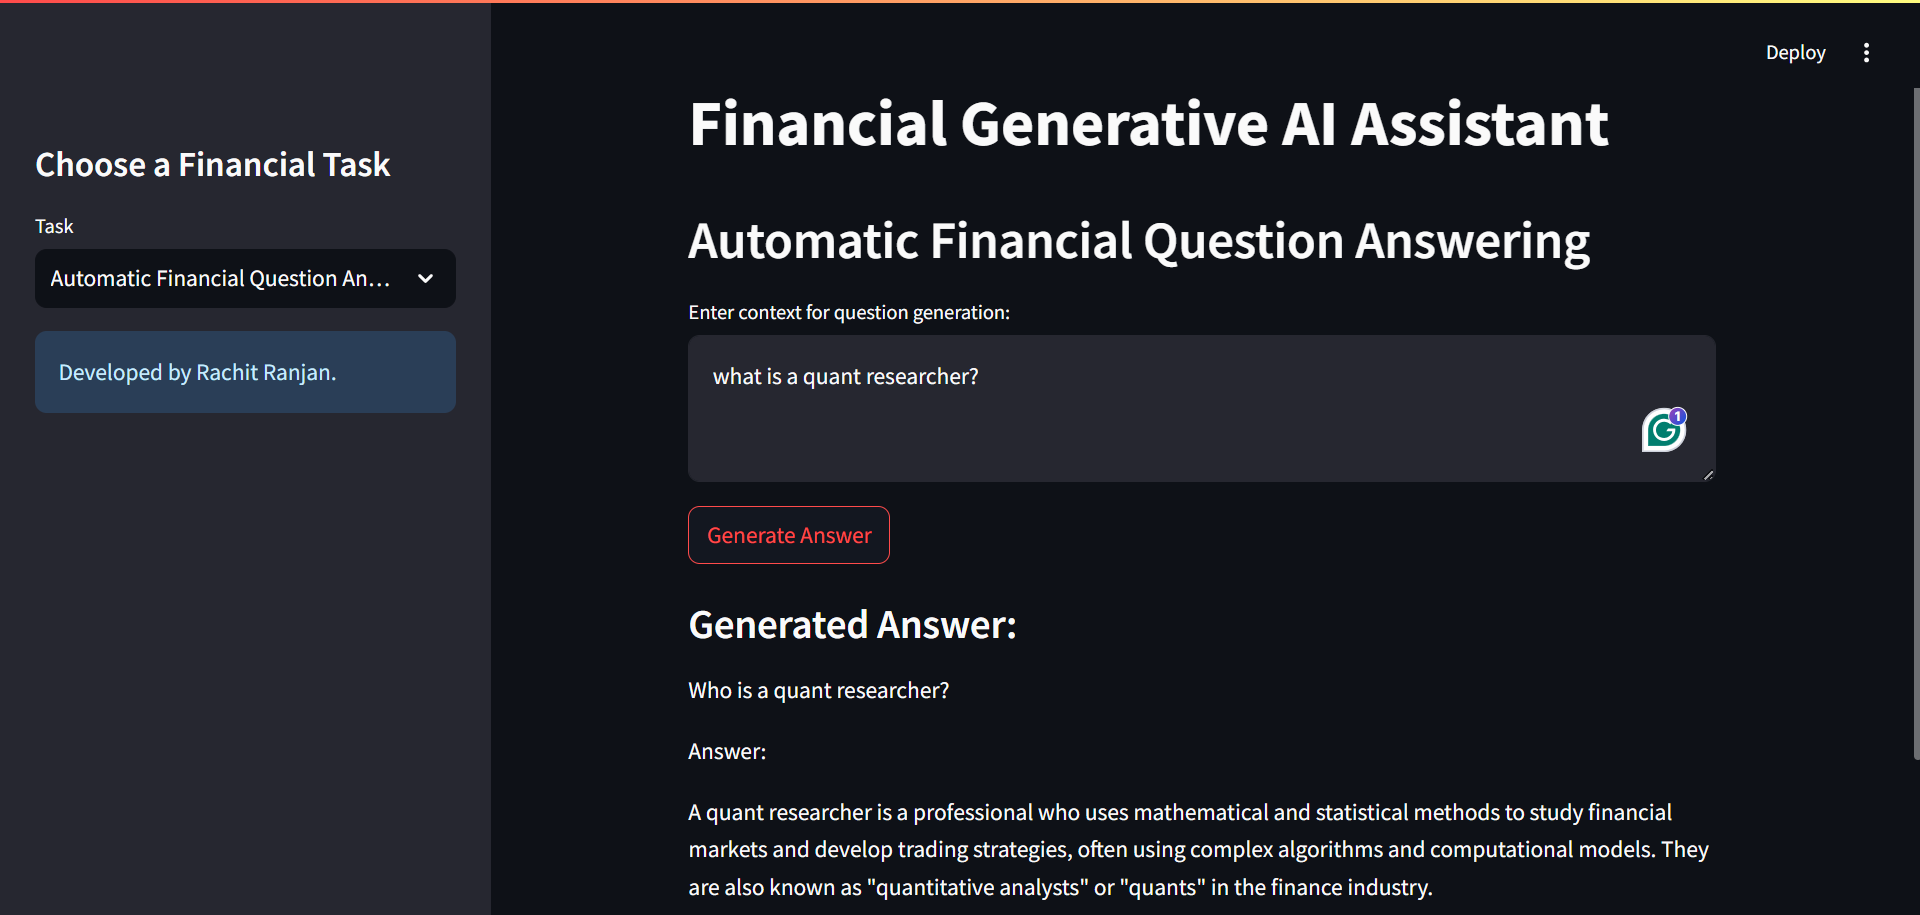 Deploy
Choose a Financial Task
Task
Automatic Financial Question An...
Developed by Rachit Ranjan.
Financial Generative AI Assistant
Automatic Financial Question Answering
Enter context for question generation:
what is a quant researcher?
1
Generate Answer
Generated Answer:
Who is a quant researcher?
Answer:
A quant researcher is a professional who uses mathematical and statistical methods to study financial
markets and develop trading strategies, often using complex algorithms and computational models. They
are also known as "quantitative analysts" or "quants" in the finance industry.